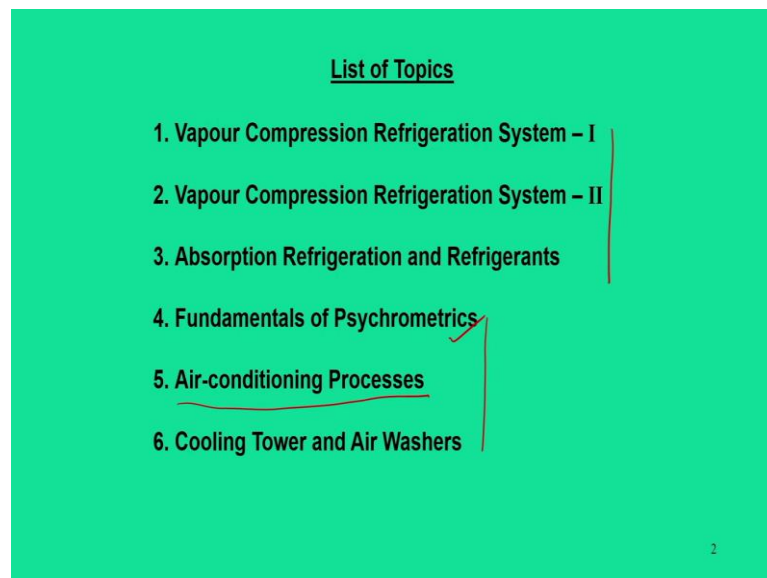 List of Topics
1. Vapour Compression Refrigeration System – I
2. Vapour Compression Refrigeration System – II
3. Absorption Refrigeration and Refrigerants
4. Fundamentals of Psychrometrics
5. Air-conditioning Processes
6. Cooling Tower and Air Washers
2